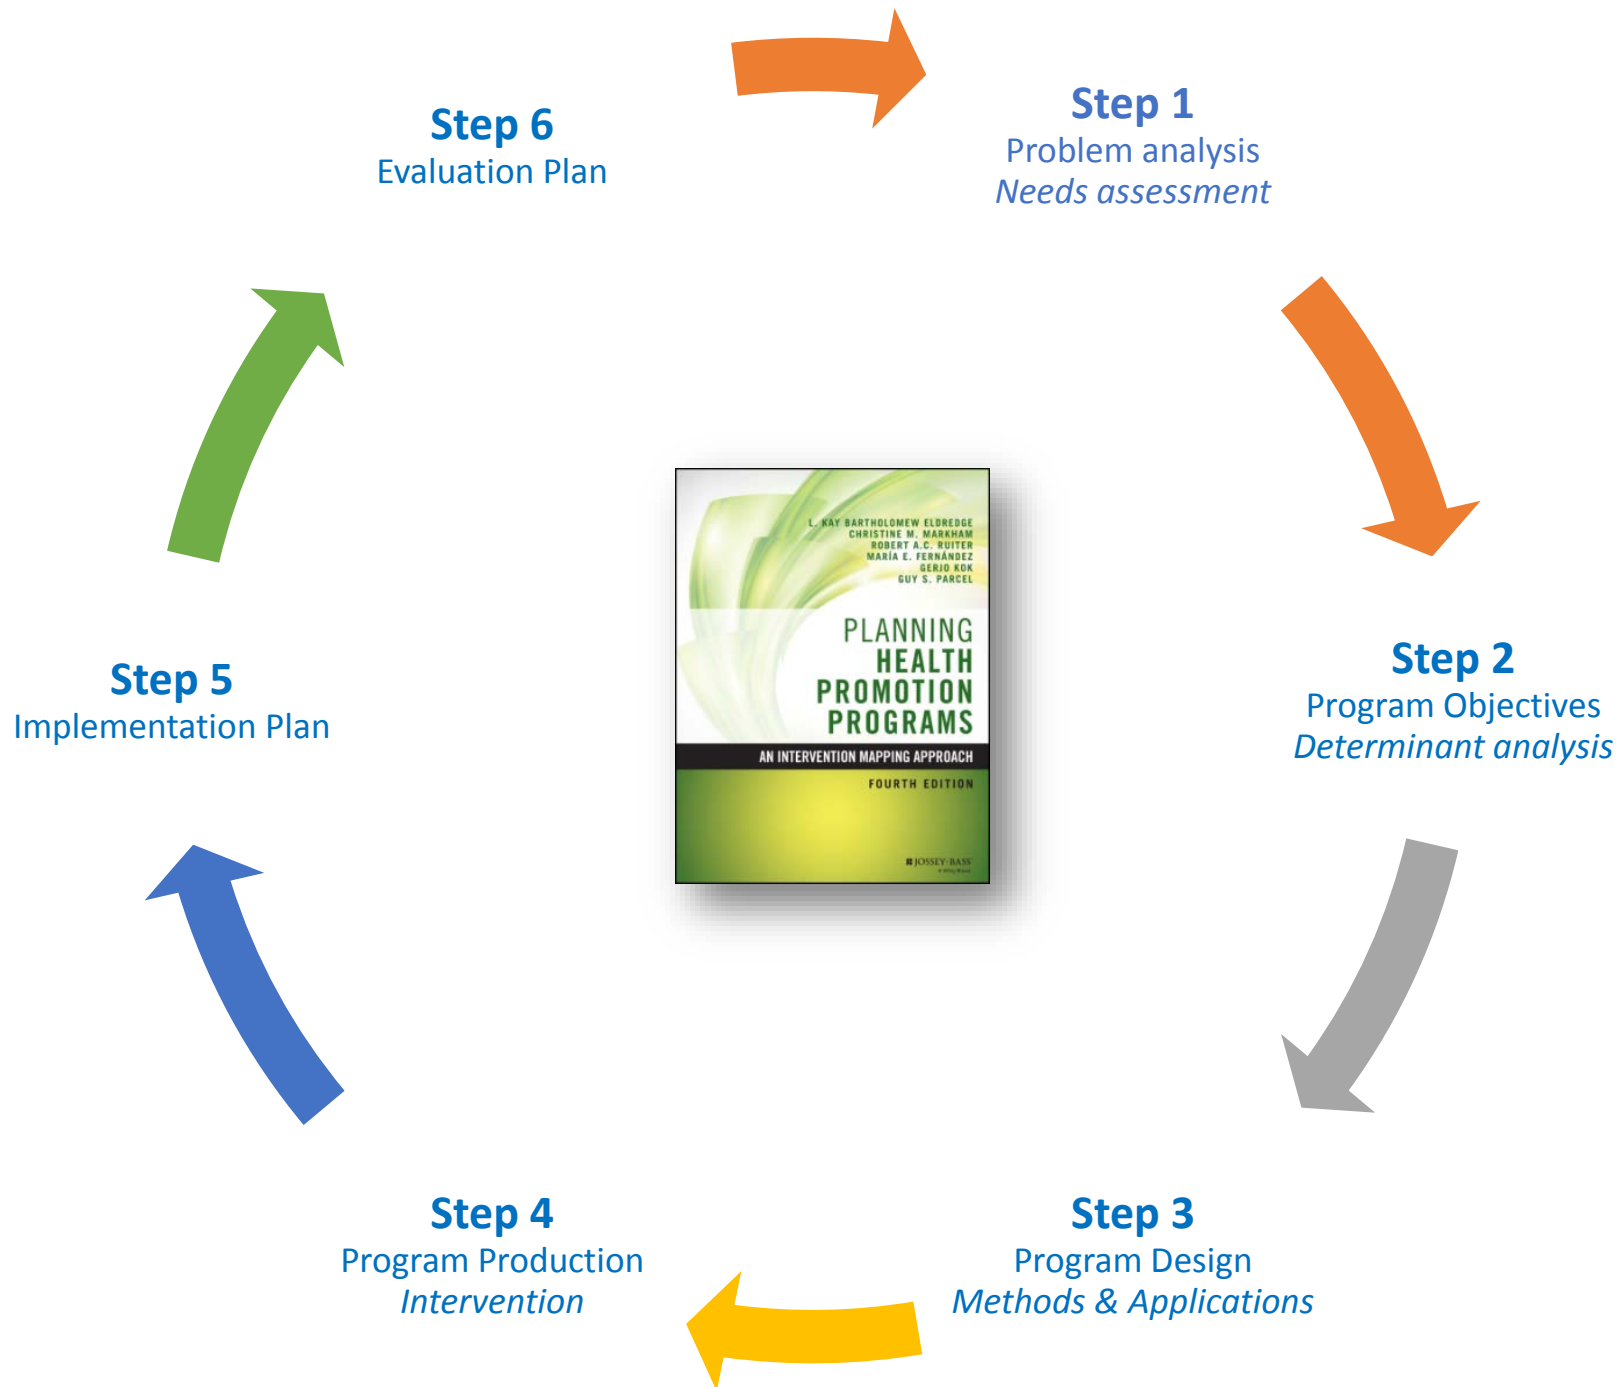 Step 1
Problem analysis
Needs assessment
Step 2
Program Objectives
Determinant analysis
Step 3
Program Design
Methods & Applications
Step 4
Program Production
Intervention
Step 5
Implementation Plan
Step 6
Evaluation Plan
L. KAY BARTHOLOMEW ELDREDGE
CHRISTINE M. MARKHAM
ROBERT A.C. RUITER
MARÍA E. FERNÁNDEZ
GERJO KOK
GUY S. PARCEL
PLANNING
HEALTH
PROMOTION
PROGRAMS
AN INTERVENTION MAPPING APPROACH
FOURTH EDITION
JOSSEY-BASS
A Wiley Brand